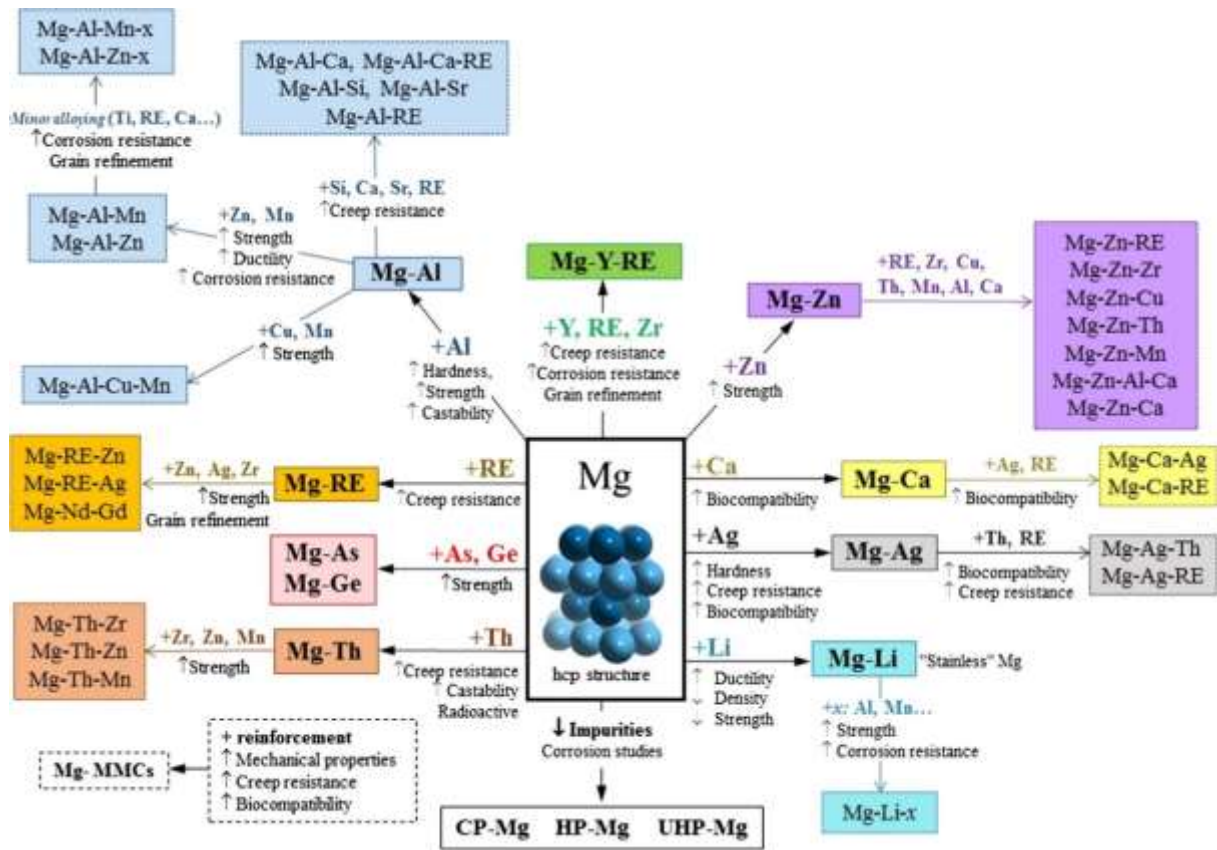 Mg-Al-Mn-x
Mg-Al-Zn-x
Minor alloying (Ti, RE, Ca…)
↑Corrosion resistance
Grain refinement
Mg-Al-Mn
Mg-Al-Zn
Mg-Al-Ca, Mg-Al-Ca-RE
Mg-Al-Si, Mg-Al-Sr
Mg-Al-RE
+Si, Ca, Sr, RE
↑Creep resistance
+Zn, Mn
↑ Strength
↑ Ductility
↑ Corrosion resistance
Mg-Al
+Cu, Mn
↑ Strength
Mg-Al-Cu-Mn
+Al
↑ Hardness,
↑Strength
↑ Castability
Mg-Y-RE
+Y, RE, Zr
↑Creep resistance
↑Corrosion resistance
Grain refinement
Mg-Zn
+Zn
↑ Strength
+RE, Zr, Cu,
Th, Mn, Al, Ca
Mg-Zn-RE
Mg-Zn-Zr
Mg-Zn-Cu
Mg-Zn-Th
Mg-Zn-Mn
Mg-Zn-Al-Ca
Mg-Zn-Ca
Mg-RE-Zn
Mg-RE-Ag
Mg-Nd-Gd
+Zn, Ag, Zr
↑Strength
Grain refinement
Mg-RE
+RE
↑Creep resistance
Mg
hcp structure
+Ca
↑ Biocompatibility
Mg-Ca
+Ag, RE
↑ Biocompatibility
Mg-Ca-Ag
Mg-Ca-RE
Mg-As
Mg-Ge
+As, Ge
↑Strength
+Ag
↑ Hardness
↑ Creep resistance
↑ Biocompatibility
Mg-Ag
+Th, RE
↑ Biocompatibility
↑ Creep resistance
Mg-Ag-Th
Mg-Ag-RE
Mg-Th-Zr
Mg-Th-Zn
Mg-Th-Mn
+Zr, Zn, Mn
↑Strength
Mg-Th
+Th
↑Creep resistance
↑ Castability
Radioactive
+Li
↑ Ductility
↓ Density
↓ Strength
Mg-Li
"Stainless" Mg
+x: Al, Mn…
↑ Strength
↑ Corrosion resistance
Mg-Li-x
↓ Impurities
Corrosion studies
Mg- MMCs
+ reinforcement
↑ Mechanical properties
↑ Creep resistance
↑ Biocompatibility
CP-Mg HP-Mg UHP-Mg